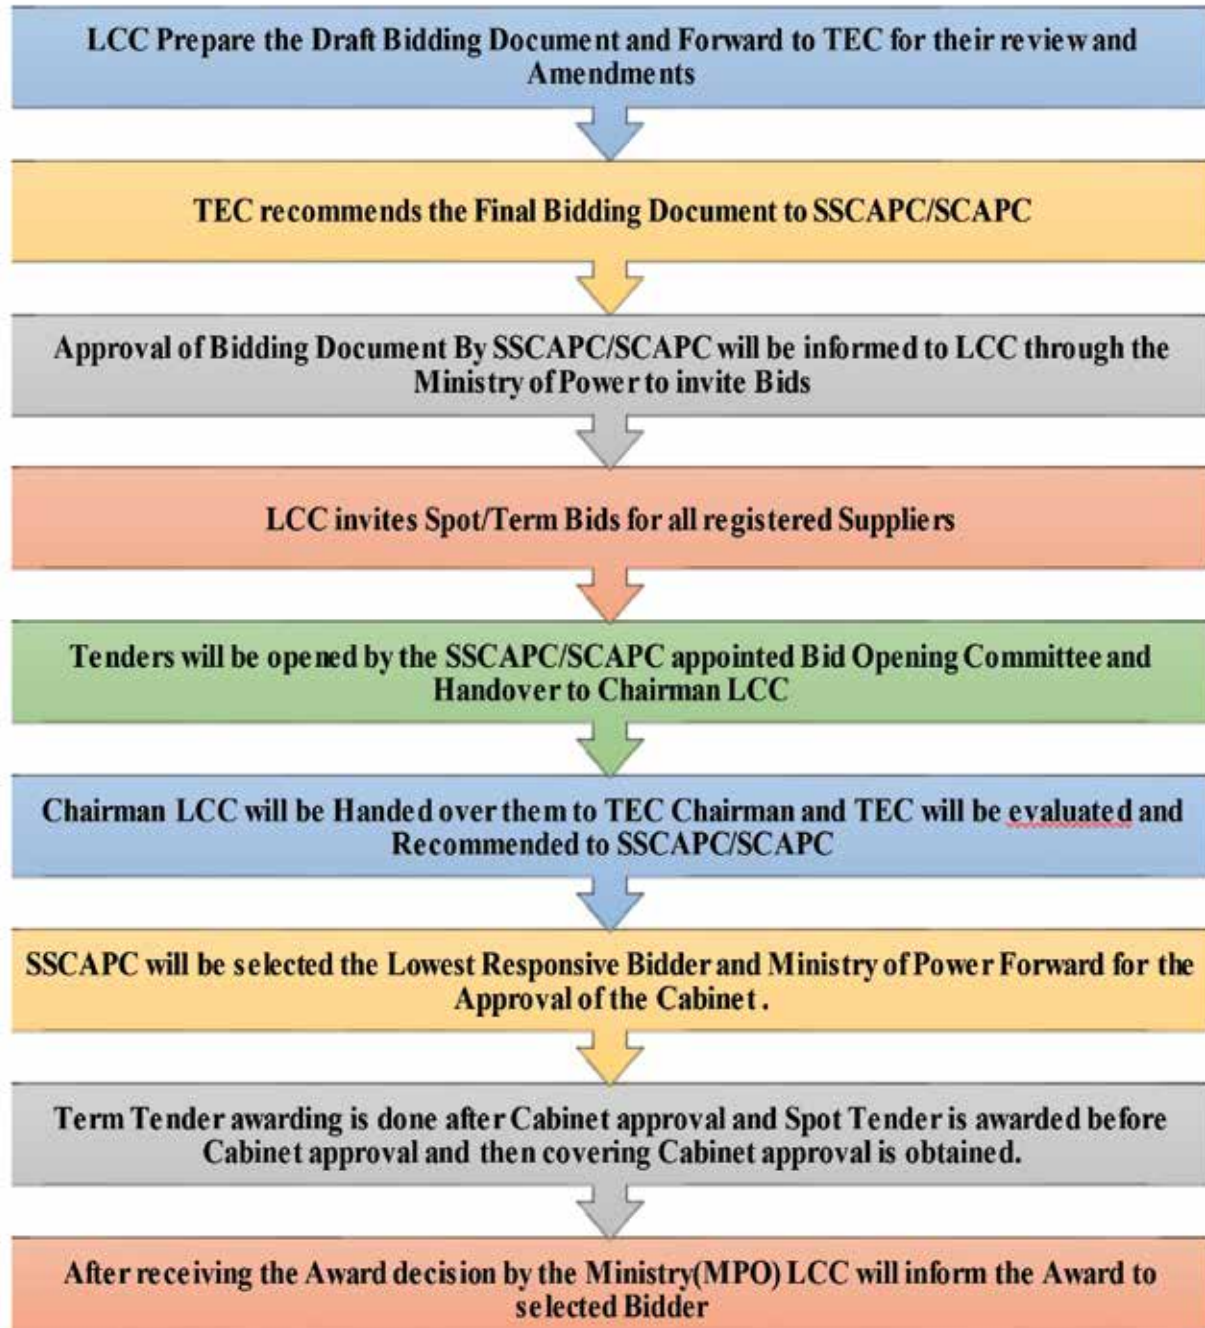 LCC Prepare the Draft Bidding Document and Forward to TEC for their review and
Amendments
TEC recommends the Final Bidding Document to SSCAPC/SCAPC
Approval of Bidding Document By SSCAPC/SCAPC will be informed to LCC through the
Ministry of Power to invite Bids
LCC invites Spot/Term Bids for all registered Suppliers
Tenders will be opened by the SSCAPC/SCAPC appointed Bid Opening Committee and
Handover to Chairman LCC
Chairman LCC will be Handed over them to TEC Chairman and TEC will be evaluated and
Recommended to SSCAPC/SCAPC
SSCAPC will be selected the Lowest Responsive Bidder and Ministry of Power Forward for the
Approval of the Cabinet .
Term Tender awarding is done after Cabinet approval and Spot Tender is awarded before
Cabinet approval and then covering Cabinet approval is obtained.
After receiving the Award decision by the Ministry(MPO) LCC will inform the Award to
selected Bidder